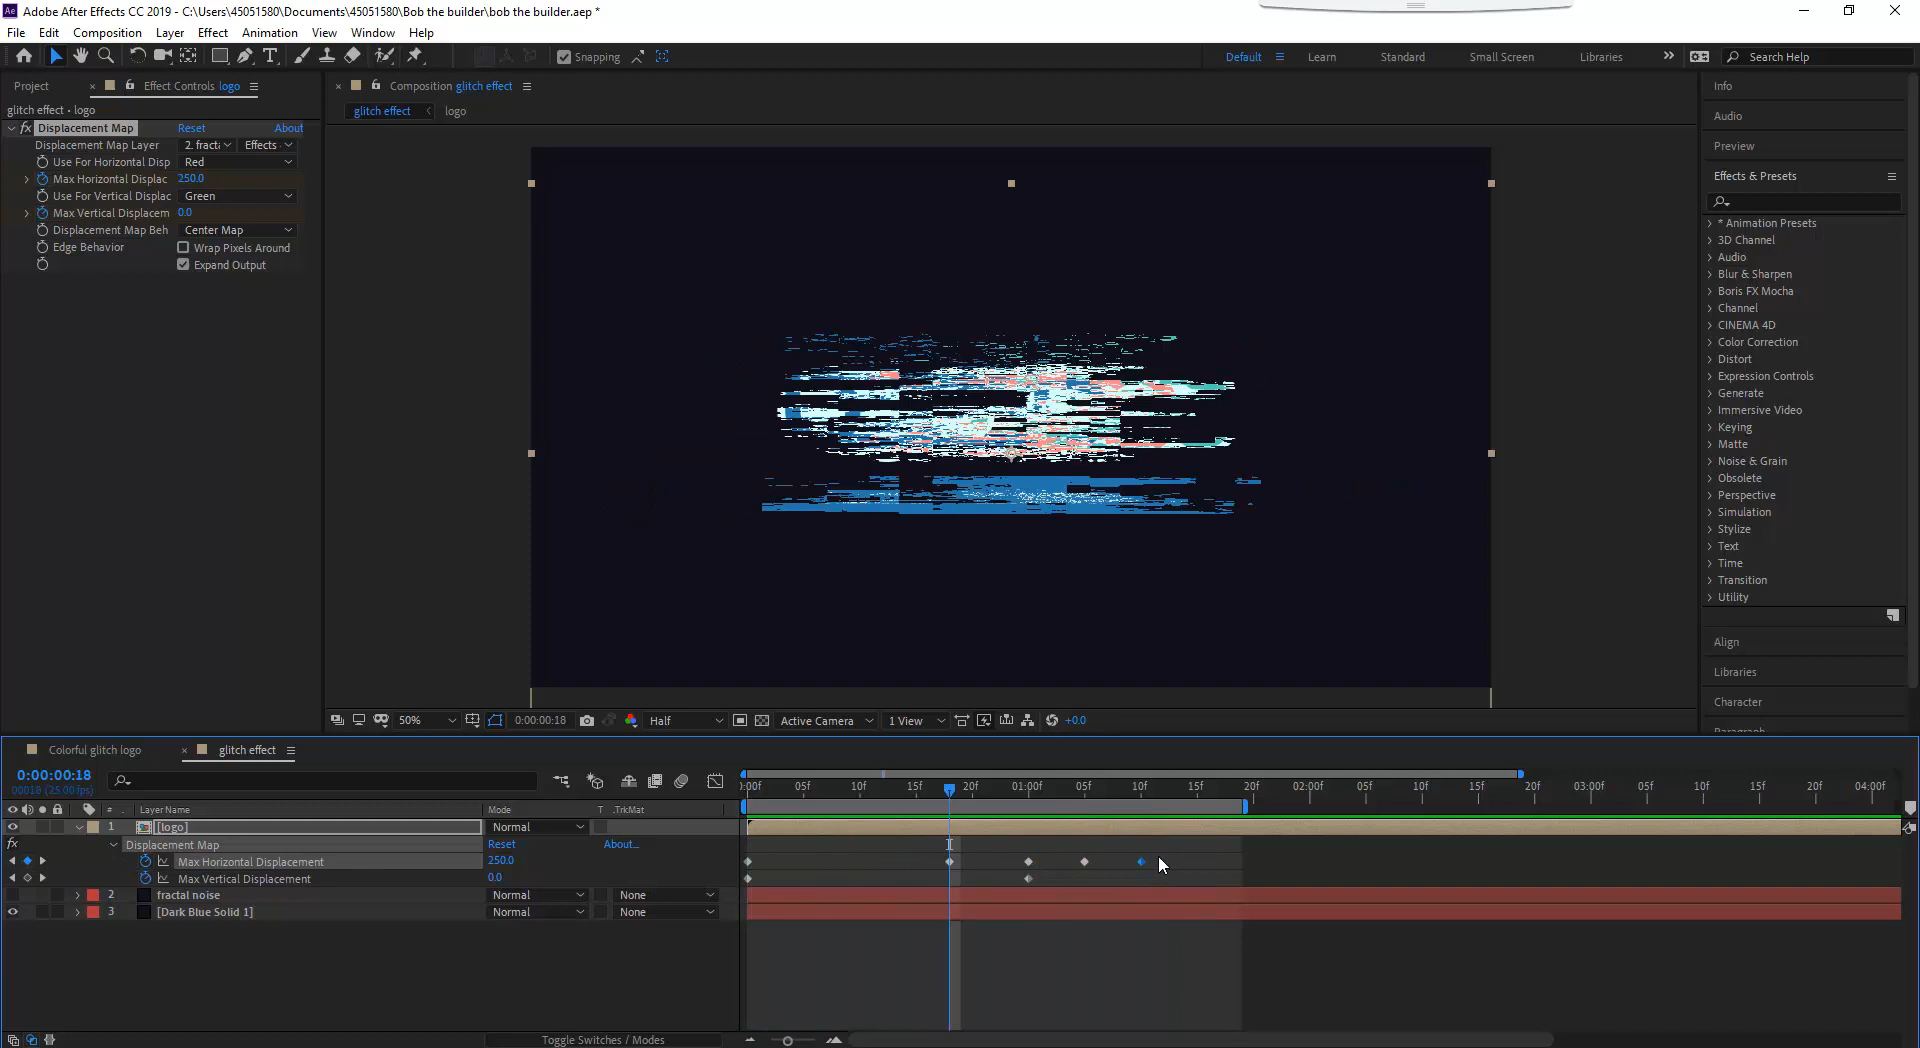 Adobe After Effects CC 2019 - C:\Users\45051580\Documents\45051580\Bob the builder\bob the builder.aep *
File Edit Composition Layer Effect Animation View Window Help
Snapping Default Learn Standard Small Screen Libraries Search Help
Project Effect Controls logo
glitch effect • logo
fx Displacement Map Reset About
Displacement Map Layer 2. fracta Effects
Use For Horizontal Disp Red
Max Horizontal Displac 250.0
Use For Vertical Displac Green
Max Vertical Displacem 0.0
Displacement Map Beh Center Map
Edge Behavior Wrap Pixels Around
Expand Output
Composition glitch effect
glitch effect logo
50% 0:00:00:18 Half Active Camera 1 View +0.0
Info
Audio
Preview
Effects & Presets
* Animation Presets
3D Channel
Audio
Blur & Sharpen
Boris FX Mocha
Channel
CINEMA 4D
Color Correction
Distort
Expression Controls
Generate
Immersive Video
Keying
Matte
Noise & Grain
Obsolete
Perspective
Simulation
Stylize
Text
Time
Transition
Utility
Align
Libraries
Character
Colorful glitch logo glitch effect
0:00:00:18
00018 (25.00 fps)
:00f 05f 10f 15f 20f 01:00f 05f 10f 15f 20f 02:00f 05f 10f 15f 20f 03:00f 05f 10f 15f 20f 04:00f
# Layer Name Mode T .TrkMat
1 [logo] Normal
fx Displacement Map Reset About...
Max Horizontal Displacement 250.0
Max Vertical Displacement 0.0
2 fractal noise Normal None
3 [Dark Blue Solid 1] Normal None
Toggle Switches / Modes